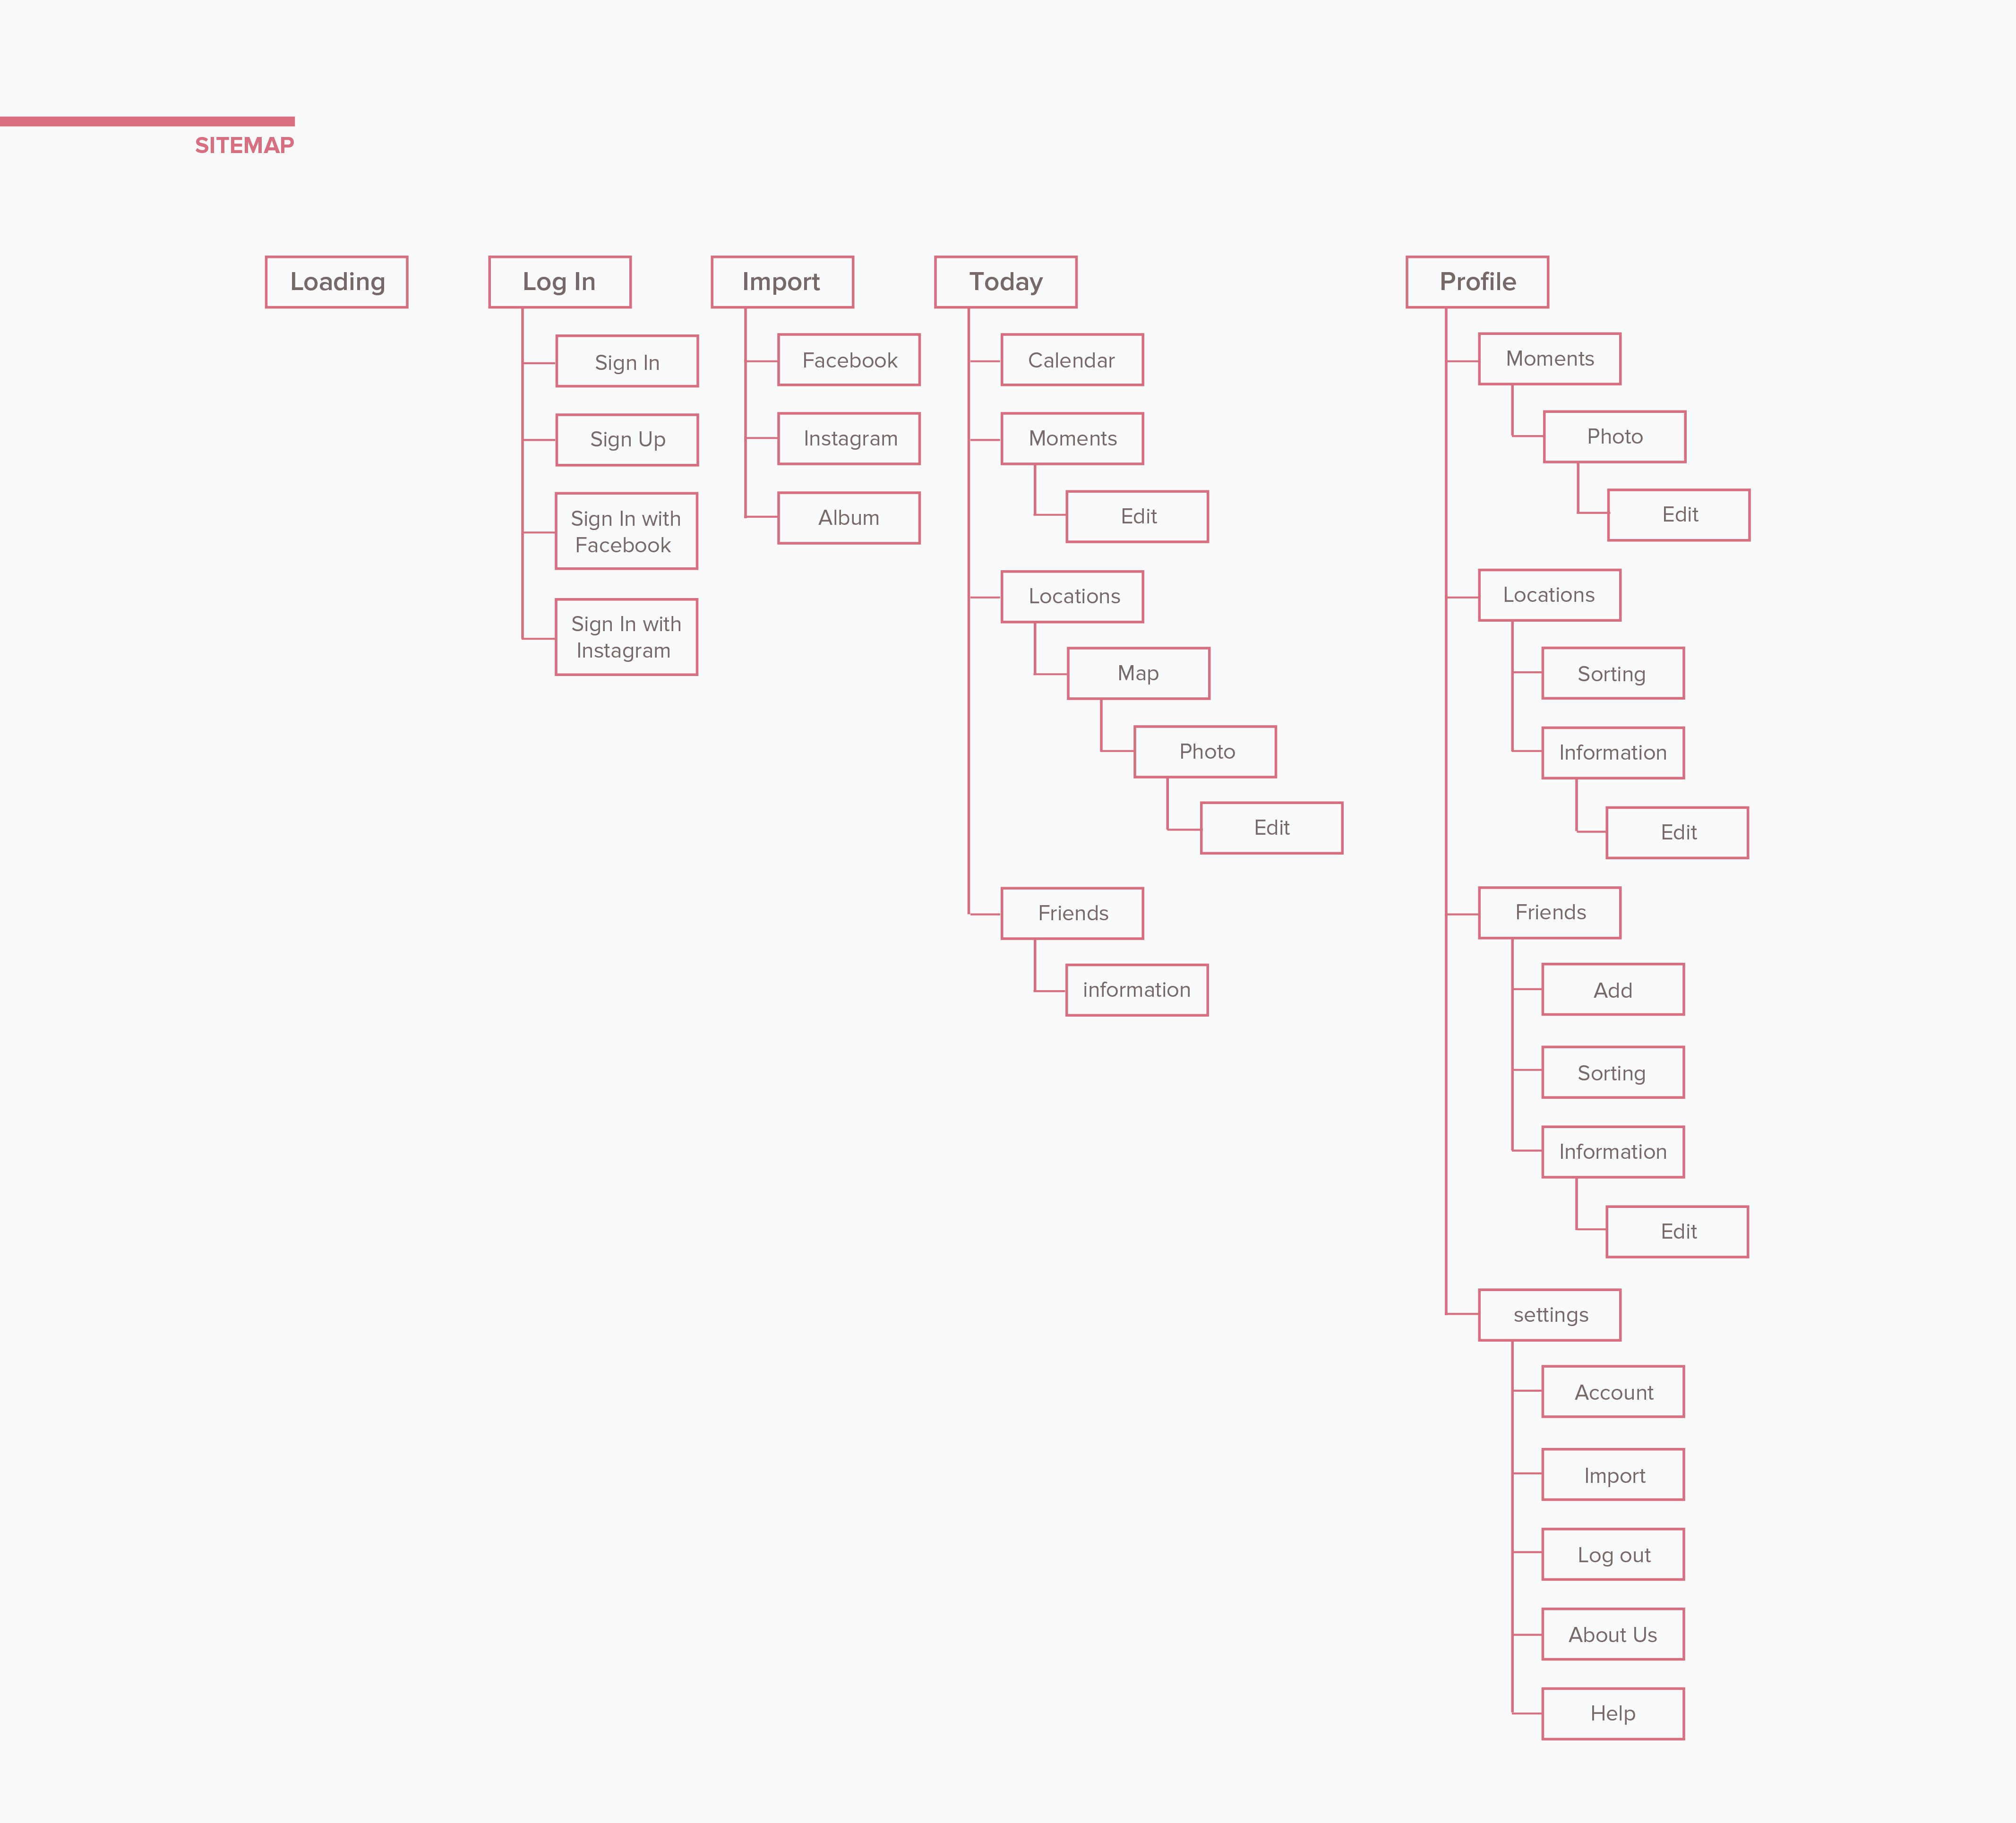 SITEMAP
Loading
Log In
Sign In
Sign Up
Sign In with
Facebook
Sign In with
Instagram
Import
Facebook
Instagram
Album
Today
Calendar
Moments
Edit
Locations
Map
Photo
Edit
Friends
information
Profile
Moments
Photo
Edit
Locations
Sorting
Information
Edit
Friends
Add
Sorting
Information
Edit
settings
Account
Import
Log out
About Us
Help